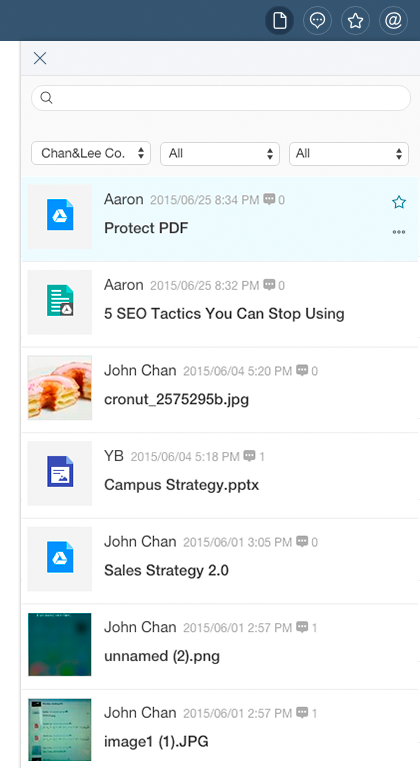 @
Chan&Lee Co.
All
All
Aaron 2015/06/25 8:34 PM 0
Protect PDF
Aaron 2015/06/25 8:32 PM 0
5 SEO Tactics You Can Stop Using
John Chan 2015/06/04 5:20 PM 0
cronut_2575295b.jpg
YB 2015/06/04 5:18 PM 1
Campus Strategy.pptx
John Chan 2015/06/01 3:05 PM 0
Sales Strategy 2.0
John Chan 2015/06/01 2:57 PM 1
unnamed (2).png
John Chan 2015/06/01 2:57 PM 1
image1 (1).JPG